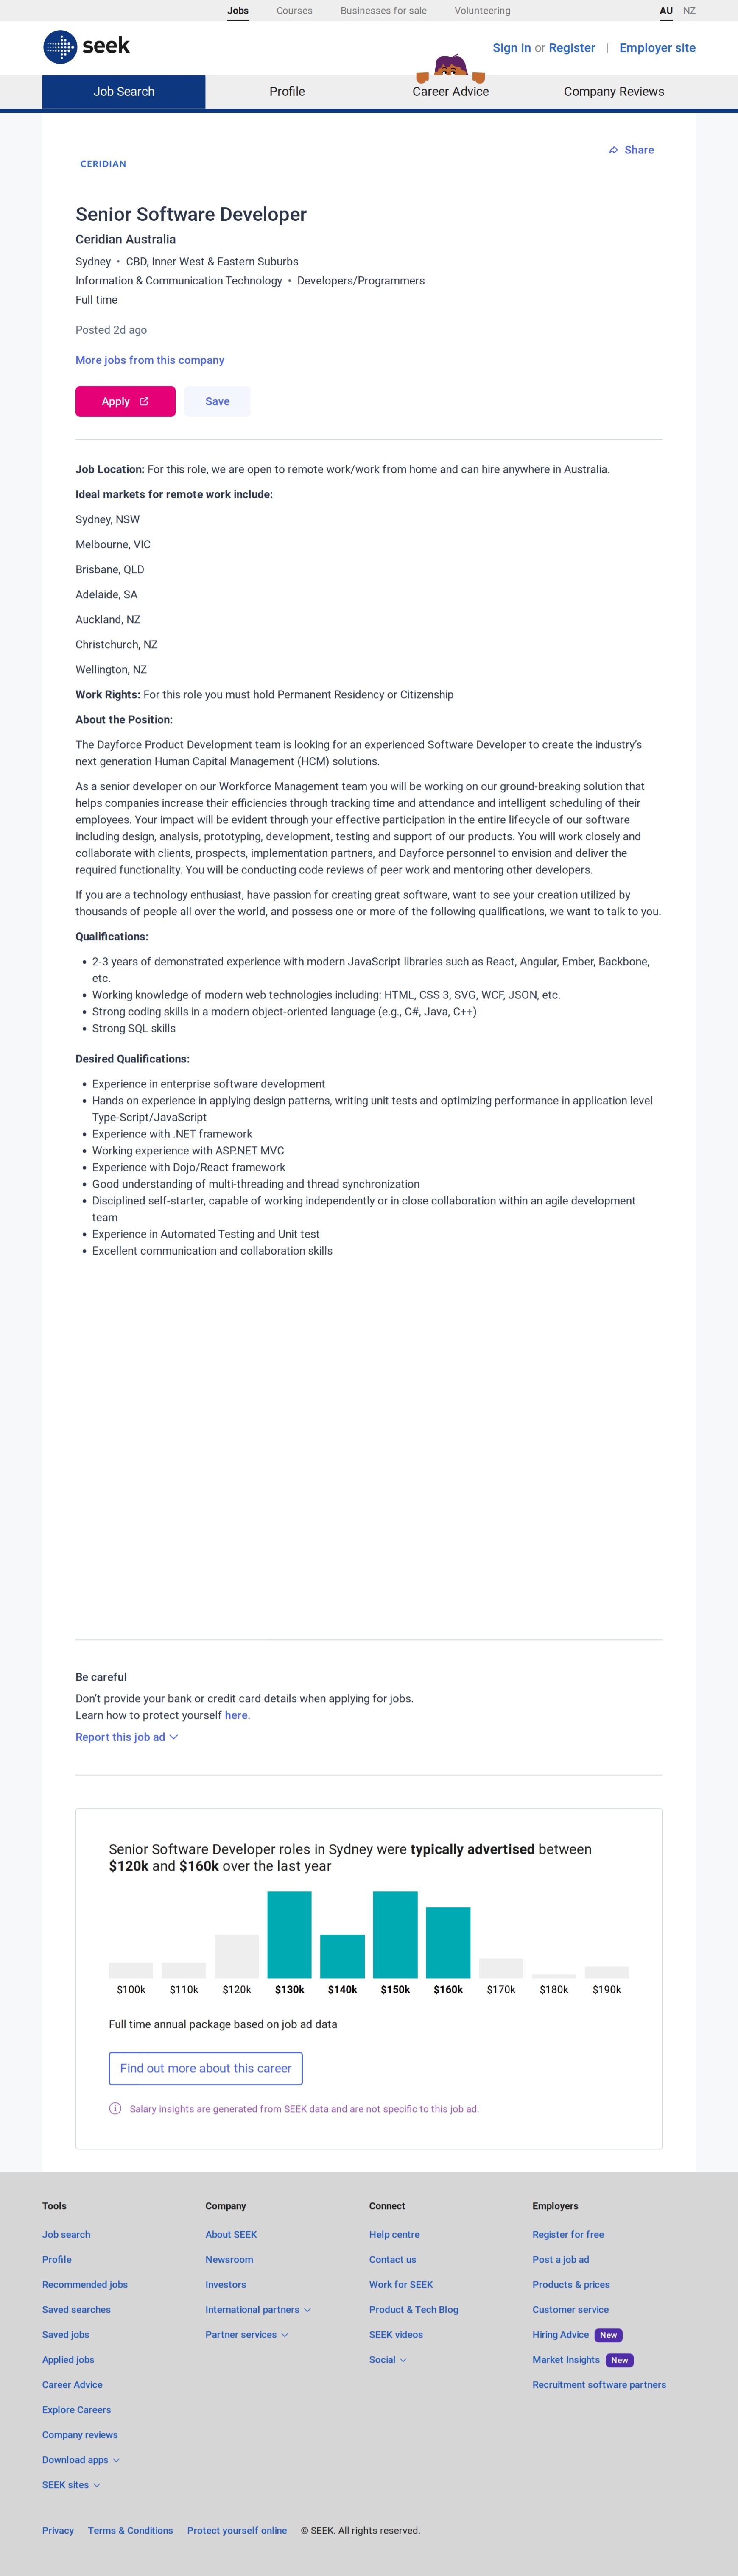 Jobs Courses Businesses for sale Volunteering AU NZ
seek
Sign in or Register Employer site
Job Search Profile Career Advice Company Reviews
Share
CERIDIAN
Senior Software Developer
Ceridian Australia
Sydney • CBD, Inner West & Eastern Suburbs
Information & Communication Technology • Developers/Programmers
Full time
Posted 2d ago
More jobs from this company
Apply Save
Job Location: For this role, we are open to remote work/work from home and can hire anywhere in Australia.
Ideal markets for remote work include:
Sydney, NSW
Melbourne, VIC
Brisbane, QLD
Adelaide, SA
Auckland, NZ
Christchurch, NZ
Wellington, NZ
Work Rights: For this role you must hold Permanent Residency or Citizenship
About the Position:
The Dayforce Product Development team is looking for an experienced Software Developer to create the industry's
next generation Human Capital Management (HCM) solutions.
As a senior developer on our Workforce Management team you will be working on our ground-breaking solution that
helps companies increase their efficiencies through tracking time and attendance and intelligent scheduling of their
employees. Your impact will be evident through your effective participation in the entire lifecycle of our software
including design, analysis, prototyping, development, testing and support of our products. You will work closely and
collaborate with clients, prospects, implementation partners, and Dayforce personnel to envision and deliver the
required functionality. You will be conducting code reviews of peer work and mentoring other developers.
If you are a technology enthusiast, have passion for creating great software, want to see your creation utilized by
thousands of people all over the world, and possess one or more of the following qualifications, we want to talk to you.
Qualifications:
• 2-3 years of demonstrated experience with modern JavaScript libraries such as React, Angular, Ember, Backbone,
etc.
• Working knowledge of modern web technologies including: HTML, CSS 3, SVG, WCF, JSON, etc.
• Strong coding skills in a modern object-oriented language (e.g., C#, Java, C++)
• Strong SQL skills
Desired Qualifications:
• Experience in enterprise software development
• Hands on experience in applying design patterns, writing unit tests and optimizing performance in application level
Type-Script/JavaScript
• Experience with .NET framework
• Working experience with ASP.NET MVC
• Experience with Dojo/React framework
• Good understanding of multi-threading and thread synchronization
• Disciplined self-starter, capable of working independently or in close collaboration within an agile development
team
• Experience in Automated Testing and Unit test
• Excellent communication and collaboration skills
Be careful
Don't provide your bank or credit card details when applying for jobs.
Learn how to protect yourself here.
Report this job ad
Senior Software Developer roles in Sydney were typically advertised between
$120k and $160k over the last year
$100k $110k $120k $130k $140k $150k $160k $170k $180k $190k
Full time annual package based on job ad data
Find out more about this career
Salary insights are generated from SEEK data and are not specific to this job ad.
Tools Company Connect Employers
Job search About SEEK Help centre Register for free
Profile Newsroom Contact us Post a job ad
Recommended jobs Investors Work for SEEK Products & prices
Saved searches International partners Product & Tech Blog Customer service
Saved jobs Partner services SEEK videos Hiring Advice New
Applied jobs Social Market Insights New
Career Advice Recruitment software partners
Explore Careers
Company reviews
Download apps
SEEK sites
Privacy Terms & Conditions Protect yourself online © SEEK. All rights reserved.